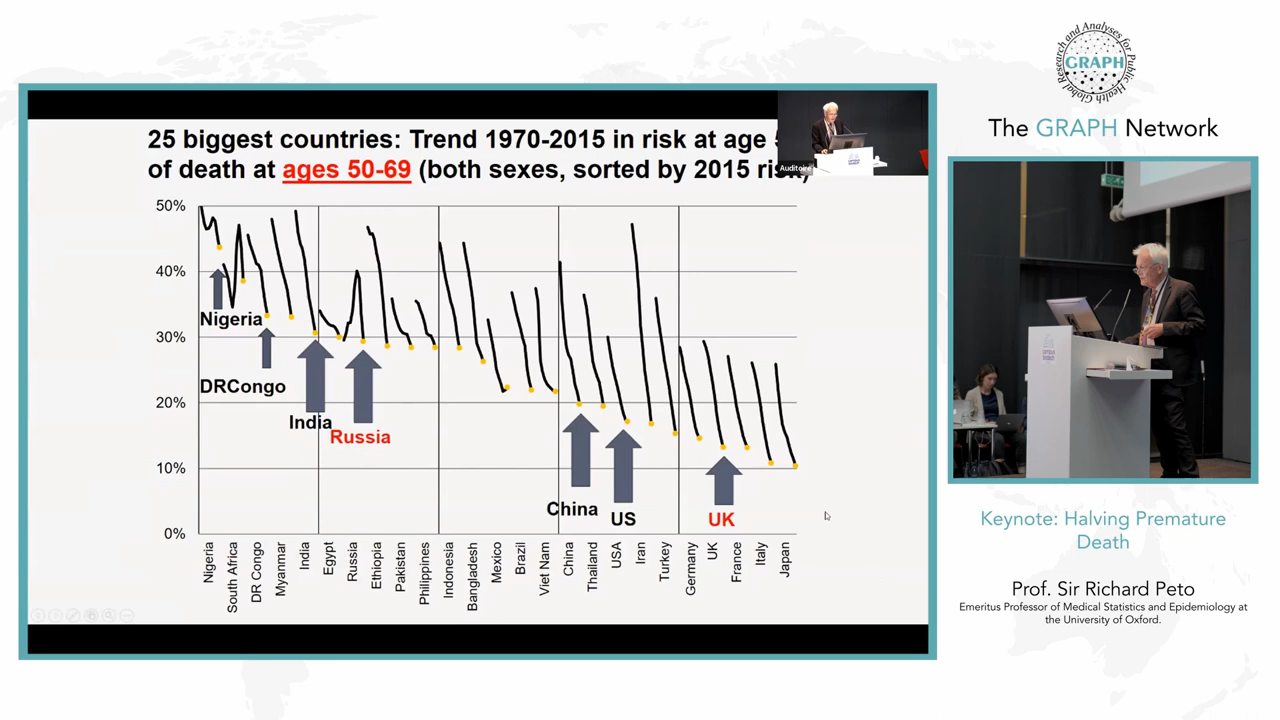 Global Research and Analyses for Public Health
GRAPH
The GRAPH Network
25 biggest countries: Trend 1970-2015 in risk at age
of death at ages 50-69 (both sexes, sorted by 2015 risk)
Auditoire
50%
40%
30%
20%
10%
0%
Nigeria
DRCongo
India
Russia
China
US
UK
Nigeria
South Africa
DR Congo
Myanmar
India
Egypt
Russia
Ethiopia
Pakistan
Philippines
Indonesia
Bangladesh
Mexico
Brazil
Viet Nam
China
Thailand
USA
Iran
Turkey
Germany
UK
France
Italy
Japan
Keynote: Halving Premature
Death
Prof. Sir Richard Peto
Emeritus Professor of Medical Statistics and Epidemiology at
the University of Oxford.